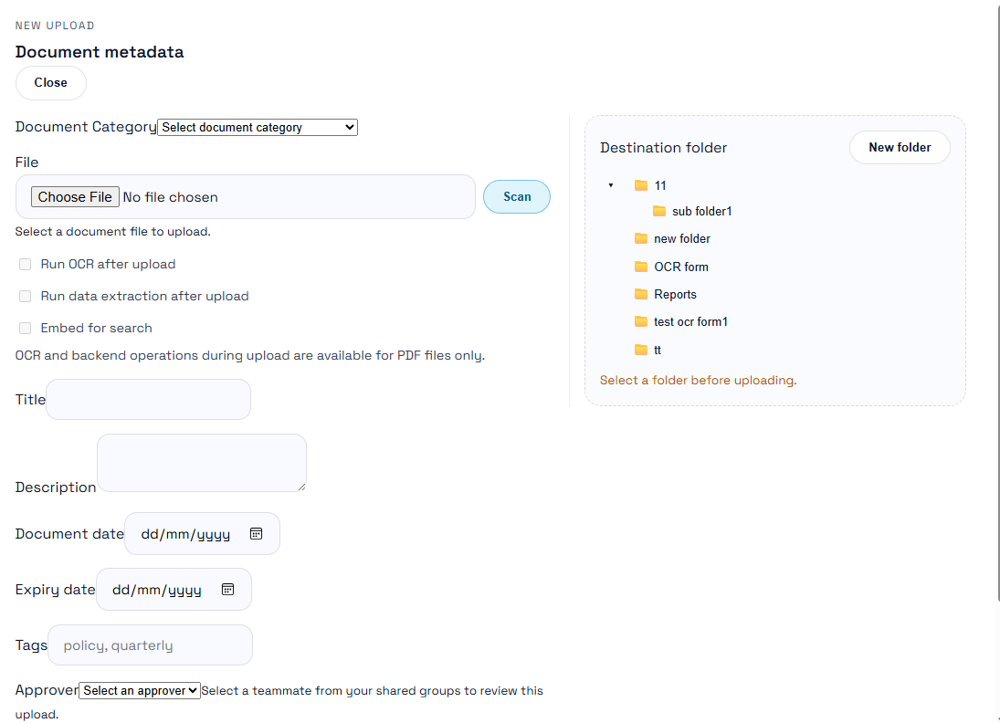 NEW UPLOAD
Document metadata
Close
Document Category Select document category
File
Choose File No file chosen
Scan
Select a document file to upload.
Run OCR after upload
Run data extraction after upload
Embed for search
OCR and backend operations during upload are available for PDF files only.
Title
Description
Document date dd/mm/yyyy
Expiry date dd/mm/yyyy
Tags policy, quarterly
Approver Select an approver Select a teammate from your shared groups to review this
upload.
Destination folder
New folder
11
sub folder1
new folder
OCR form
Reports
test ocr form1
tt
Select a folder before uploading.